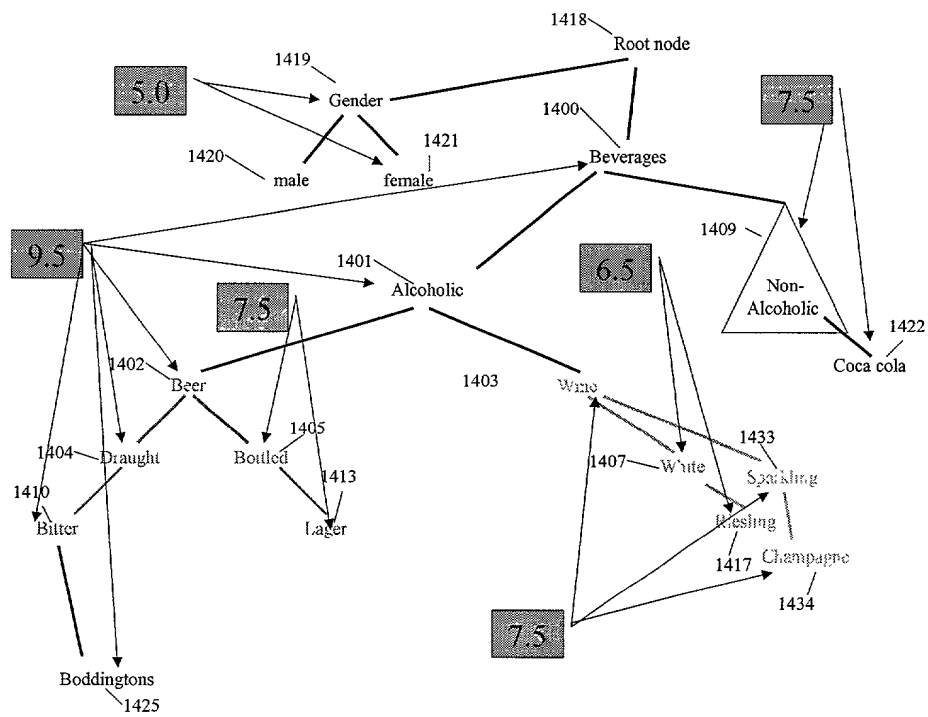 1418
Root node
1419
5.0
Gender
7.5
1400
1421
1420
Beverages
male
female
1409
9.5
1401
6.5
Alcoholic
7.5
Non-
Alcoholic
1422
1402
Coca cola
Beer
1403
Wine
1405
1433
1404
Draught
Bottled
1407
White
Sparkling
1410
1413
Bitter
Lager
Riesling
1417
Champagne
1434
7.5
Boddingtons
1425